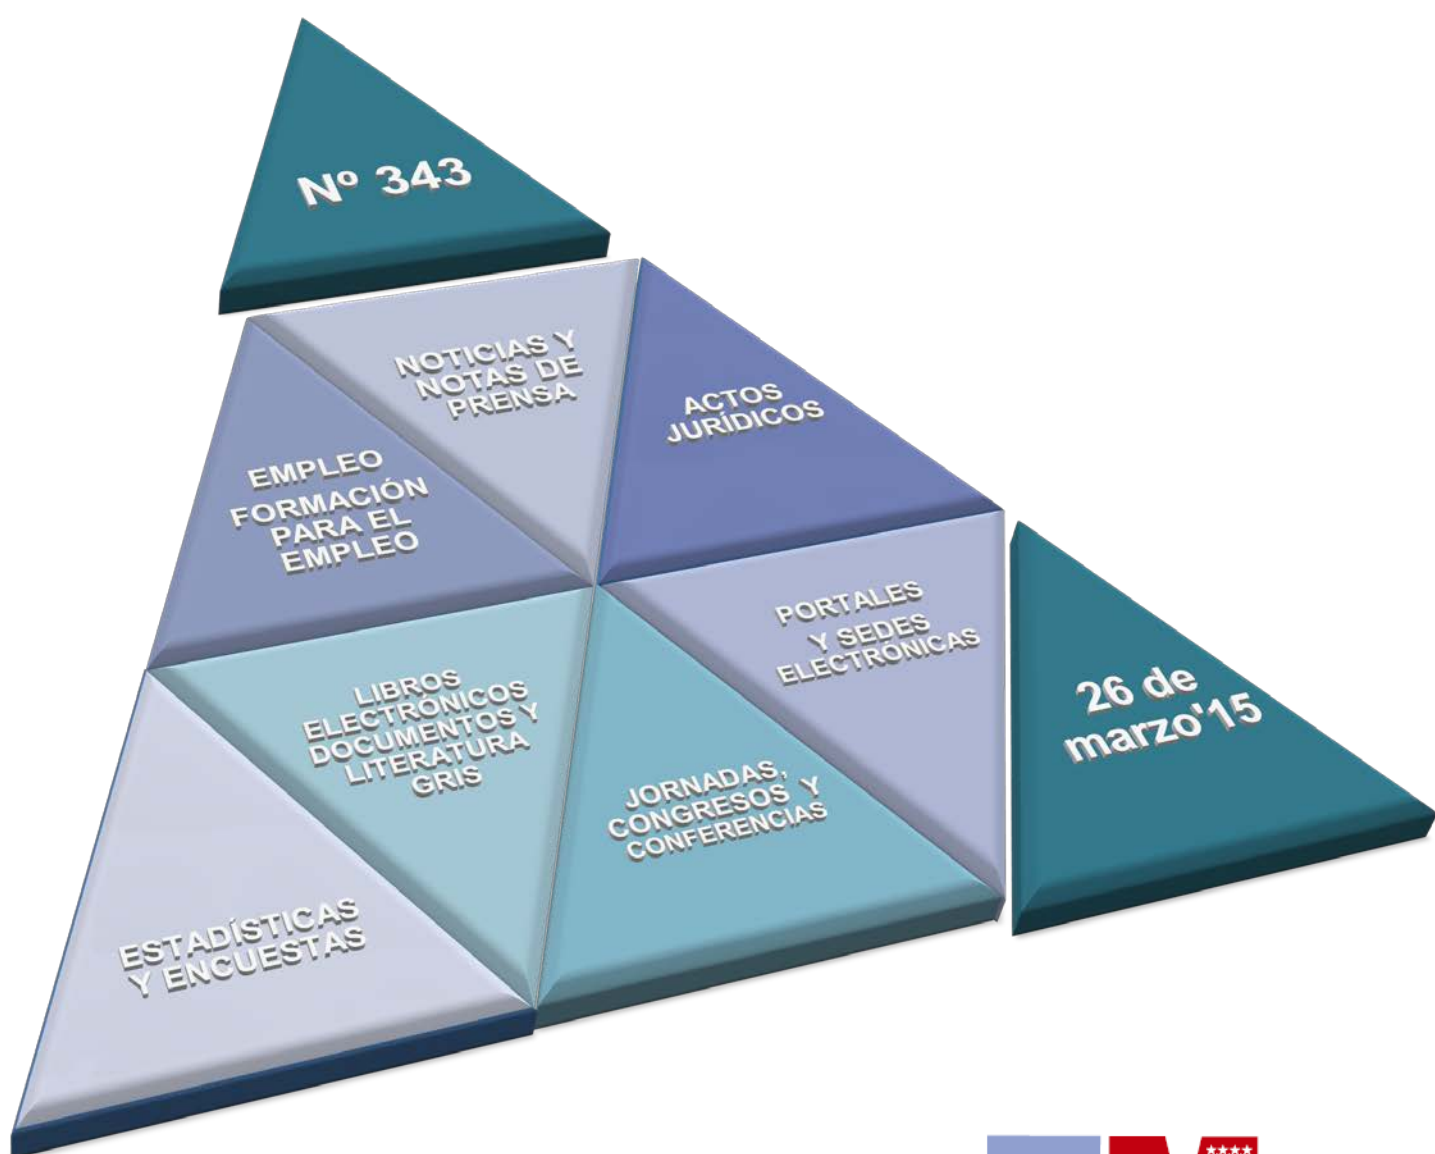 Nº 343
NOTICIAS Y
NOTAS DE
PRENSA
ACTOS
JURÍDICOS
EMPLEO
FORMACIÓN
PARA EL
EMPLEO
PORTALES
Y SEDES
ELECTRÓNICAS
26 de
marzo'15
LIBROS
ELECTRÓNICOS
DOCUMENTOS Y
LITERATURA
GRIS
JORNADAS,
CONGRESOS Y
CONFERENCIAS
ESTADÍSTICAS
Y ENCUESTAS